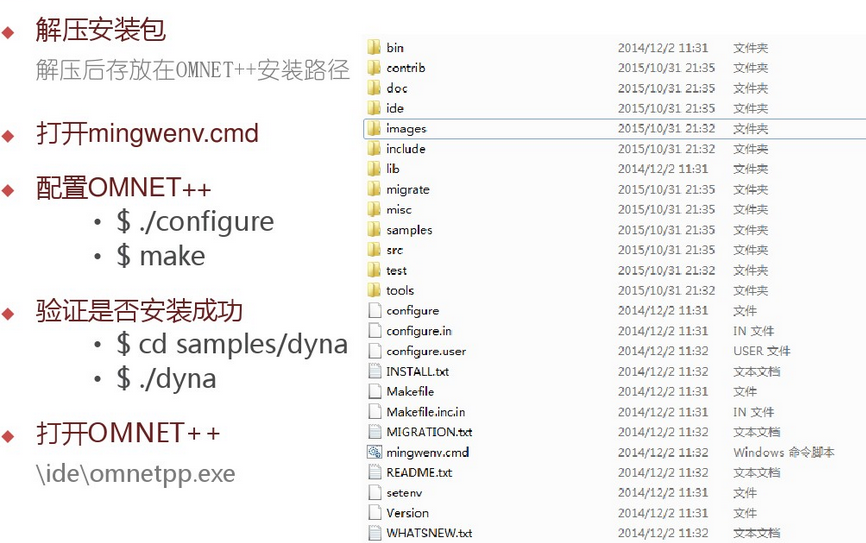 解压安装包
解压后存放在OMNET++安装路径
打开mingwenv.cmd
配置OMNET++
• $ ./configure
• $ make
验证是否安装成功
• $ cd samples/dyna
• $ ./dyna
打开OMNET++
\ide\omnetpp.exe
bin 2014/12/2 11:31 文件夹
contrib 2015/10/31 21:35 文件夹
doc 2015/10/31 21:35 文件夹
ide 2015/10/31 21:35 文件夹
images 2015/10/31 21:32 文件夹
include 2015/10/31 21:32 文件夹
lib 2014/12/2 11:31 文件夹
migrate 2015/10/31 21:35 文件夹
misc 2015/10/31 21:35 文件夹
samples 2015/10/31 21:35 文件夹
src 2015/10/31 21:35 文件夹
test 2015/10/31 21:32 文件夹
tools 2015/10/31 21:32 文件夹
configure 2014/12/2 11:31 文件
configure.in 2014/12/2 11:31 IN 文件
configure.user 2014/12/2 11:32 USER 文件
INSTALL.txt 2014/12/2 11:32 文本文档
Makefile 2014/12/2 11:31 文件
Makefile.inc.in 2014/12/2 11:31 IN 文件
MIGRATION.txt 2014/12/2 11:32 文本文档
mingwenv.cmd 2014/12/2 11:32 Windows 命令脚本
README.txt 2014/12/2 11:32 文本文档
setenv 2014/12/2 11:31 文件
Version 2014/12/2 11:31 文件
WHATSNEW.txt 2014/12/2 11:32 文本文档